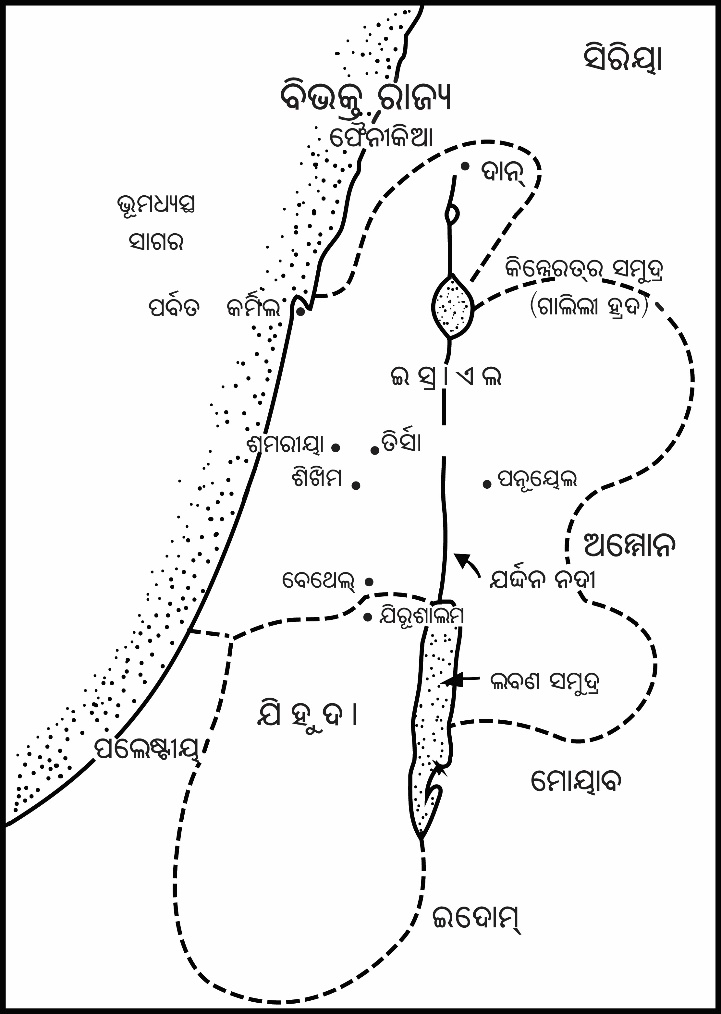 ସିରିୟା
ବିଭକ୍ତ ରାଜ୍ୟ
ଫୈନୀକିଆ
ଦାନ୍
ଭୂମଧ୍ୟସ୍ଥ
ସାଗର
କିନ୍ନେରତ୍‌ର ସମୁଦ୍ର
(ଗାଲିଲୀ ହ୍ରଦ)
ପର୍ବତ କର୍ମିଲ
ଇସ୍ରାଏଲ
ଶମରୀୟା
ତିର୍ସା
ଶିଖିମ
ପନୂୟେଲ
ଅମ୍ମୋନ
ବେଥେଲ୍
ଯର୍ଦ୍ଦନ ନଦୀ
ଯିରୂଶାଲମ
ଲବଣ ସମୁଦ୍ର
ଯିହୁଦା
ପଲେଷ୍ଟୀୟ
ମୋୟାବ
ଇଦୋମ୍